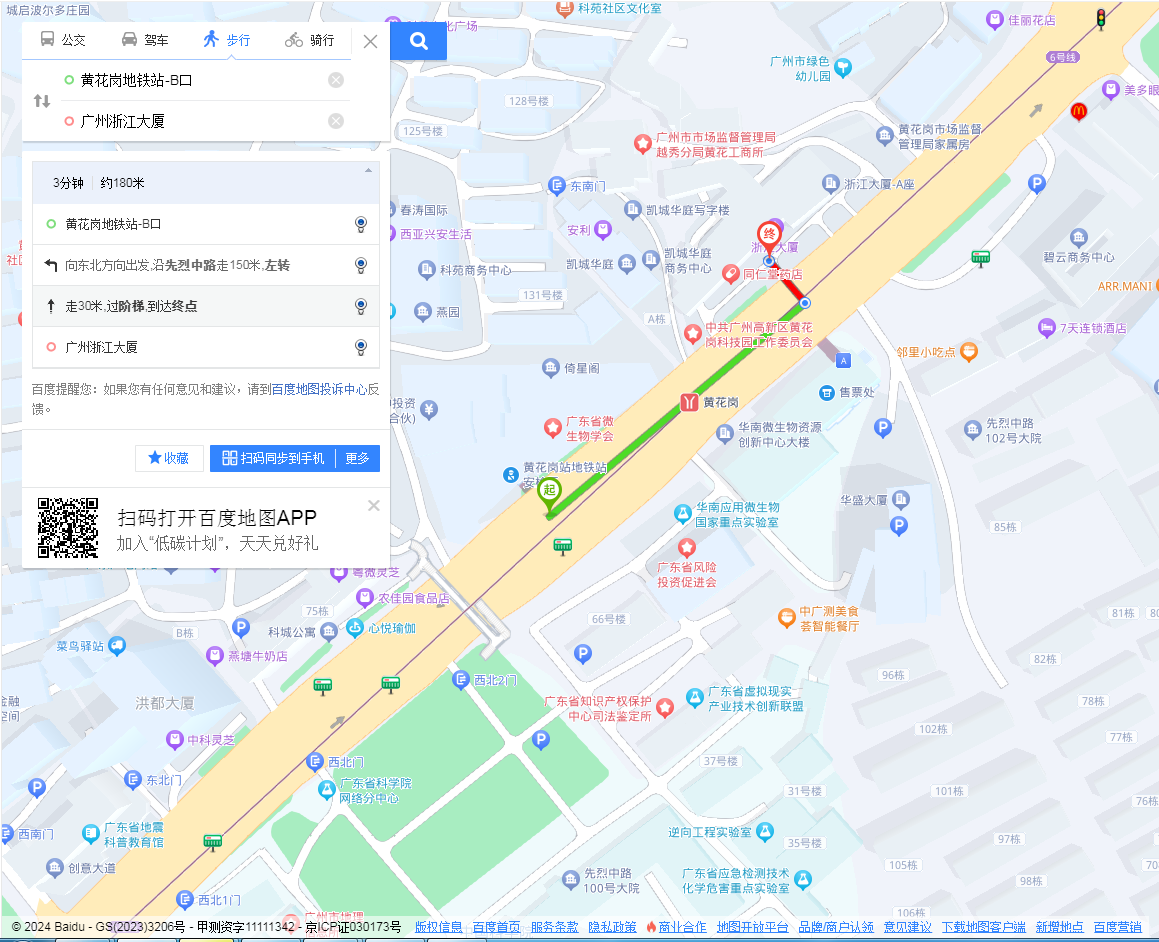 城启波尔多庄园
公交
驾车
步行
骑行
黄花岗地铁站-B口
广州浙江大厦
3分钟
约180米
黄花岗地铁站-B口
向东北方向出发,沿先烈中路走150米,左转
走30米,过阶梯,到达终点
广州浙江大厦
百度提醒您：如果您有任何意见和建议，请到百度地图投诉中心反
馈。
收藏
扫码同步到手机
更多
扫码打开百度地图APP
加入“低碳计划”，天天兑好礼
科苑社区文化室
佳丽花店
6号线
广州市绿色
幼儿园
美多眼
128号楼
125号楼
广州市市场监督管理局
越秀分局黄花工商所
黄花岗市场监督
管理局家属房
东南门
浙江大厦-A座
春涛国际
凯城华庭写字楼
西亚兴安生活
安利
终
凯城华庭
商务中心
凯城华庭
科苑商务中心
同仁堂药店
碧云商务中心
ARR.MANI
131号楼
燕园
A栋
中共广州高新区黄花
岗科技园工作委员会
7天连锁酒店
A
邻里小吃点
倚星阁
售票处
黄花岗
广东省微
生物学会
华南微生物资源
创新中心大楼
先烈中路
102号大院
黄花岗站地铁站
起
华盛大厦
华南应用微生物
国家重点实验室
85栋
广东省风险
投资促进会
粤微灵芝
农佳园食品店
75栋
科城公寓
心悦瑜伽
B栋
66号楼
中广测美食
荟智能餐厅
81栋
80
菜鸟驿站
燕塘牛奶店
82栋
96栋
西北2门
洪都大厦
广东省知识产权保护
中心司法鉴定所
广东省虚拟现实
产业技术创新联盟
78栋
102栋
77栋
中科灵芝
西北门
37号楼
东北门
广东省科学院
网络分中心
31号楼
101栋
76栋
西南门
广东省地震
科普教育馆
逆向工程实验室
35号楼
97栋
创意大道
105栋
70
先烈中路
100号大院
广东省应急检测技术
化学危害重点实验室
98栋
西北1门
106栋
© 2024 Baidu - GS(2023)3206号 - 甲测资字11111342 - 京ICP证030173号
版权信息
百度首页
服务条款
隐私政策
商业合作
地图开放平台
品牌/商户认领
意见建议
下载地图客户端
新增地点
百度营销